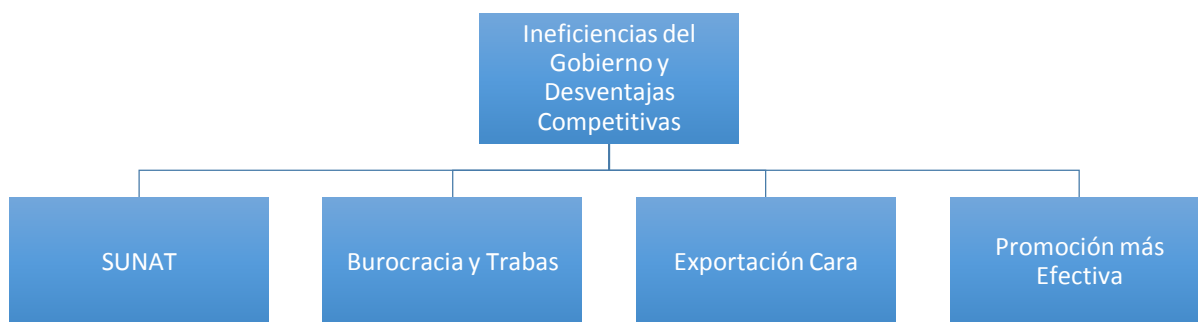 Ineficiencias del
Gobierno y
Desventajas
Competitivas
SUNAT
Burocracia y Trabas
Exportación Cara
Promoción más
Efectiva